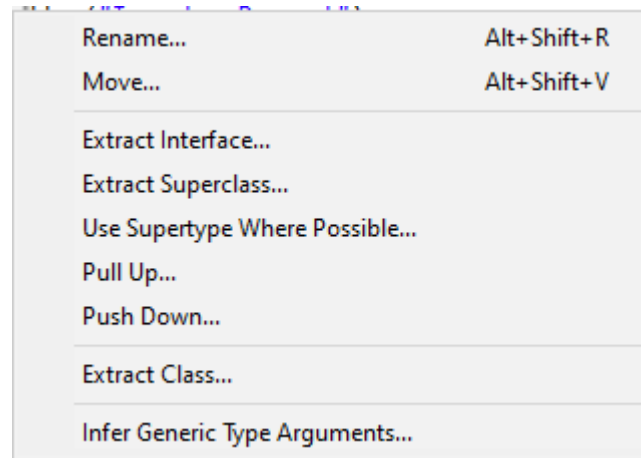 Rename... Alt+Shift+R
Move... Alt+Shift+V
Extract Interface...
Extract Superclass...
Use Supertype Where Possible...
Pull Up...
Push Down...
Extract Class...
Infer Generic Type Arguments...